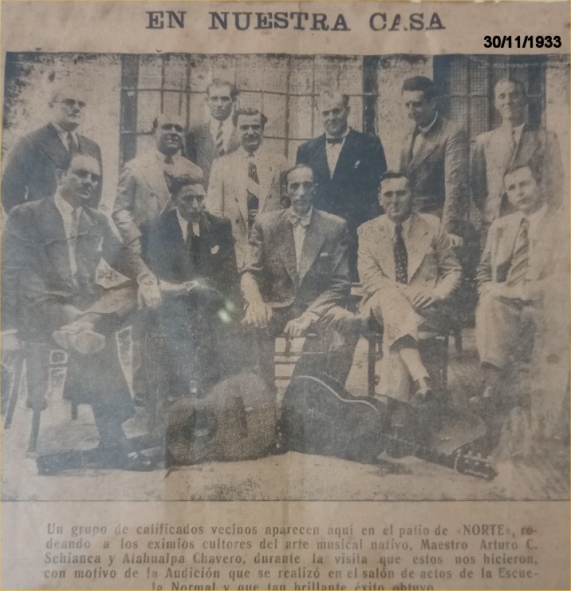 EN NUESTRA CASA
30/11/1933
Un grupo de calificados vecinos aparecen aquí en el patio de «NORTE», ro-
deando a los eximios cultores del arte musical nativo, Maestro Arturo C.
Schianca y Atahualpa Chavero, durante la visita que estos nos hicieron,
con motivo de la Audición que se realizó en el salón de actos de la Escue-
la Normal y que tan brillante éxito obtuvo.